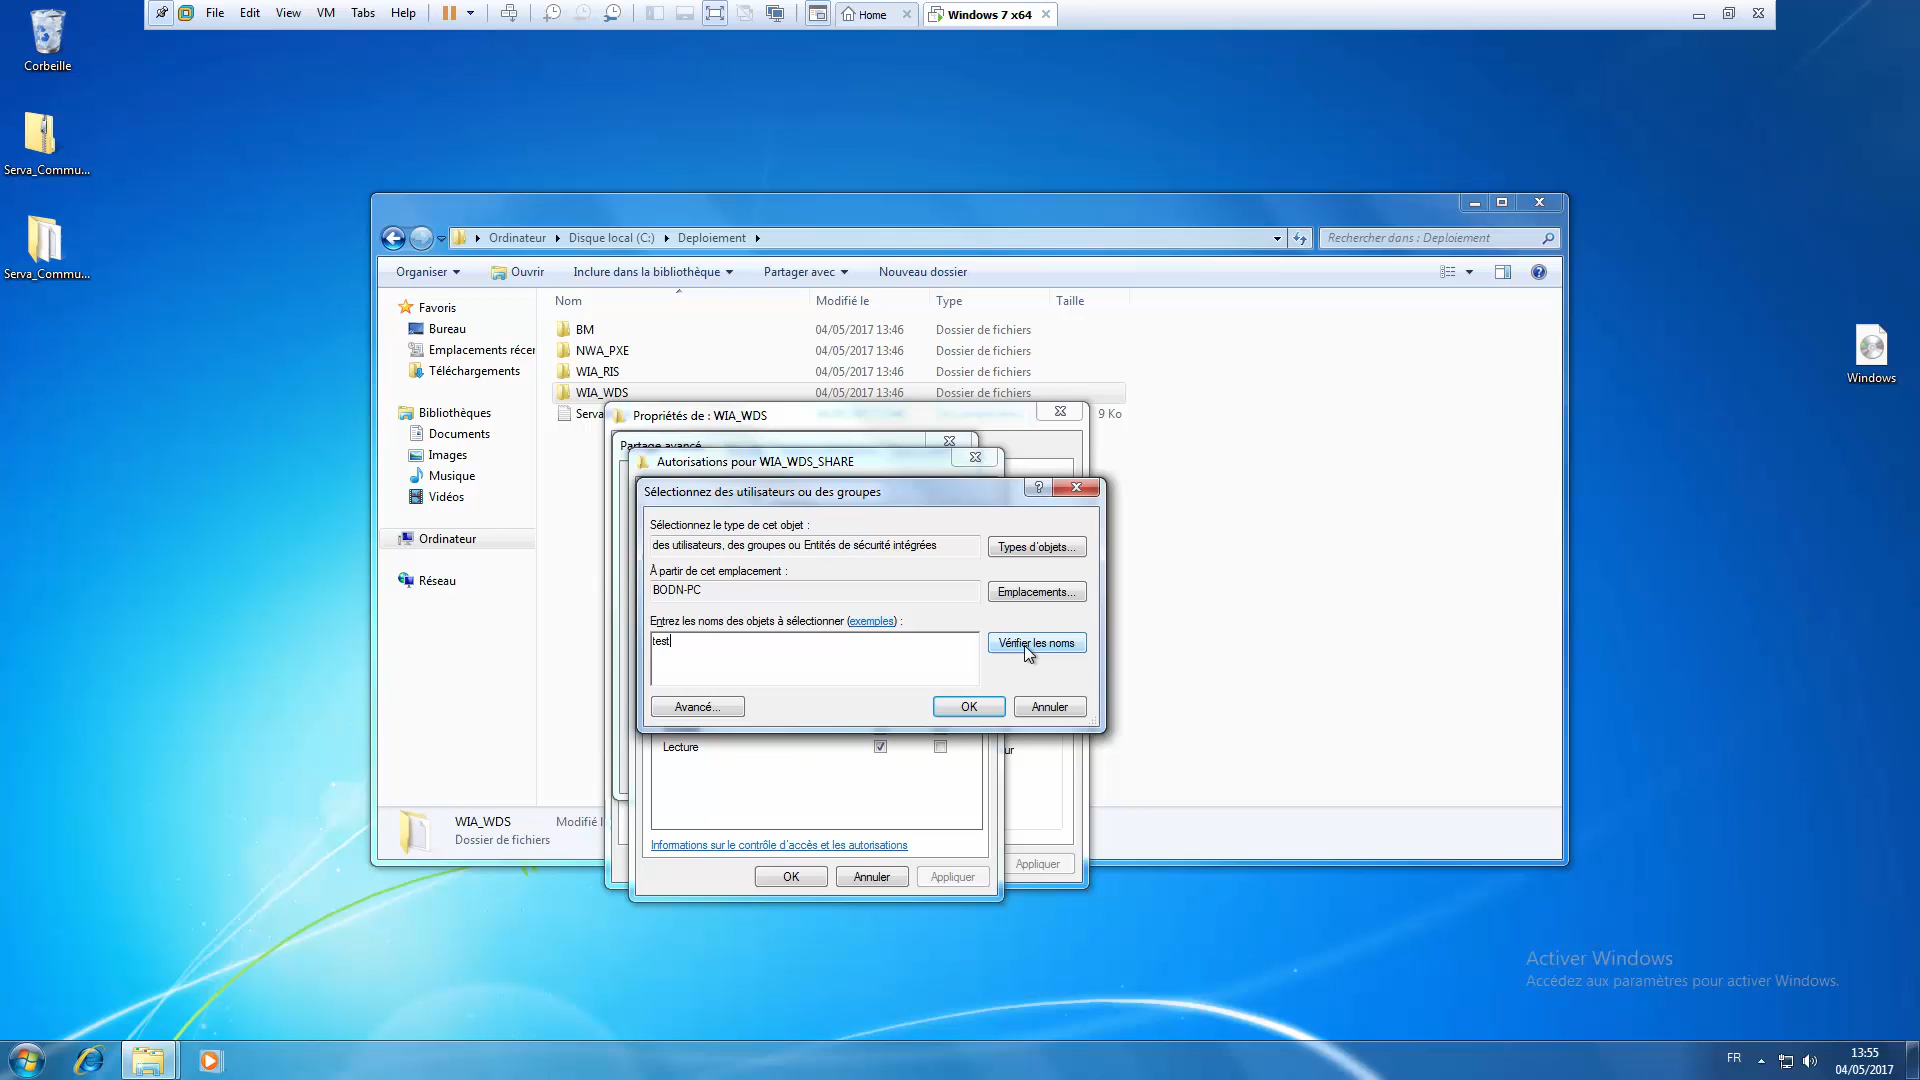 File Edit View VM Tabs Help Home Windows 7 x64
Corbeille
Serva_Commu...
Serva_Commu...
Windows
Ordinateur Disque local (C:) Deploiement Rechercher dans : Deploiement
Organiser Ouvrir Inclure dans la bibliothèque Partager avec Nouveau dossier
Nom Modifié le Type Taille
Favoris
Bureau
Emplacements récen
Téléchargements
Bibliothèques
Documents
Images
Musique
Vidéos
Ordinateur
Réseau
BM 04/05/2017 13:46 Dossier de fichiers
NWA_PXE 04/05/2017 13:46 Dossier de fichiers
WIA_RIS 04/05/2017 13:46 Dossier de fichiers
WIA_WDS 04/05/2017 13:46 Dossier de fichiers
Serva 9 Ko
Propriétés de : WIA_WDS
Partage avancé
Autorisations pour WIA_WDS_SHARE
Sélectionnez des utilisateurs ou des groupes
Sélectionnez le type de cet objet :
des utilisateurs, des groupes ou Entités de sécurité intégrées Types d'objets...
À partir de cet emplacement :
BODN-PC Emplacements...
Entrez les noms des objets à sélectionner (exemples) :
test Vérifier les noms
Avancé... OK Annuler
Lecture ur
Informations sur le contrôle d'accès et les autorisations
OK Annuler Appliquer
Appliquer
WIA_WDS Modifié l
Dossier de fichiers
Activer Windows
Accédez aux paramètres pour activer Windows.
FR 13:55
04/05/2017